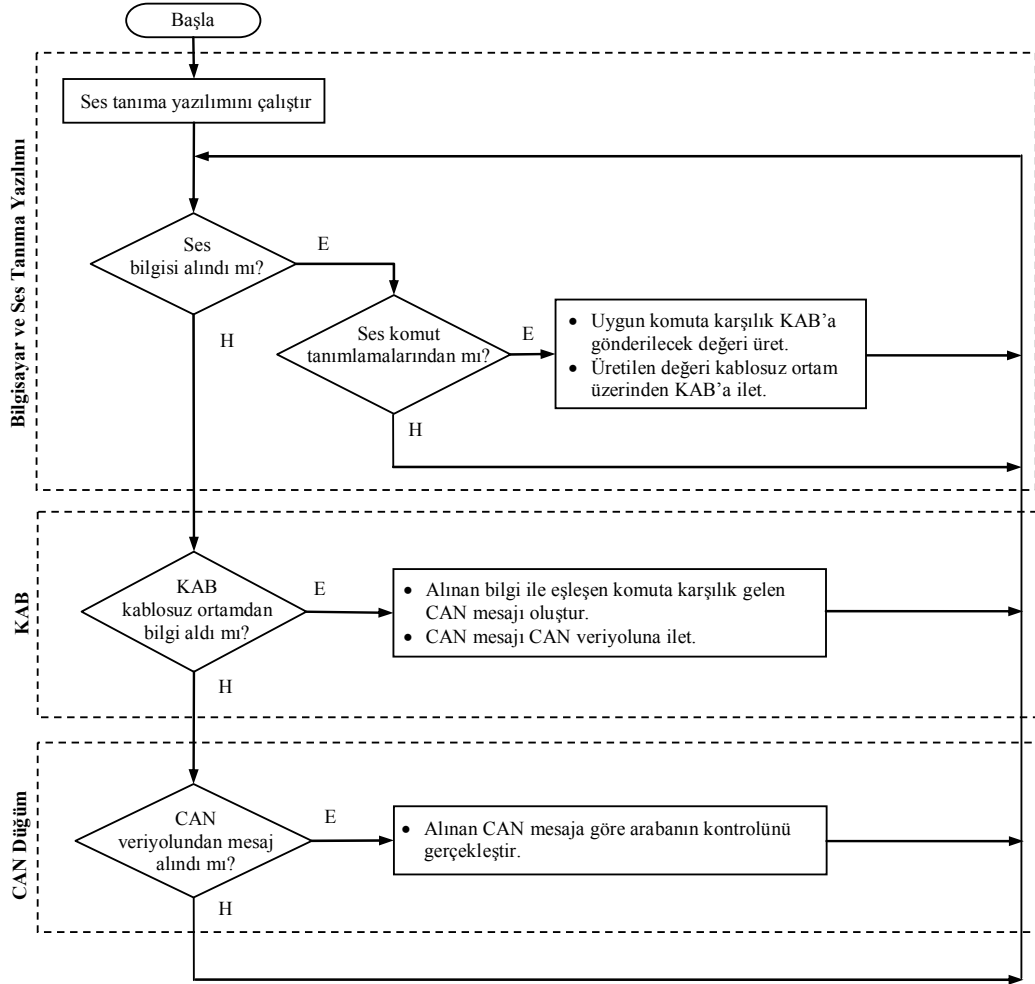 Başla
Bilgisayar ve Ses Tanıma Yazılımı
Ses tanıma yazılımını çalıştır
Ses
bilgisi alındı mı?
E
H
Ses komut
tanımlamalarından mı?
E
H
• Uygun komuta karşılık KAB’a
gönderilecek değeri üret.
• Üretilen değeri kablosuz ortam
üzerinden KAB’a ilet.
KAB
KAB
kablosuz ortamdan
bilgi aldı mı?
E
H
• Alınan bilgi ile eşleşen komuta karşılık gelen
CAN mesajı oluştur.
• CAN mesajı CAN veriyoluna ilet.
CAN Düğüm
CAN
veriyolundan mesaj
alındı mı?
E
H
• Alınan CAN mesaja göre arabanın kontrolünü
gerçekleştir.